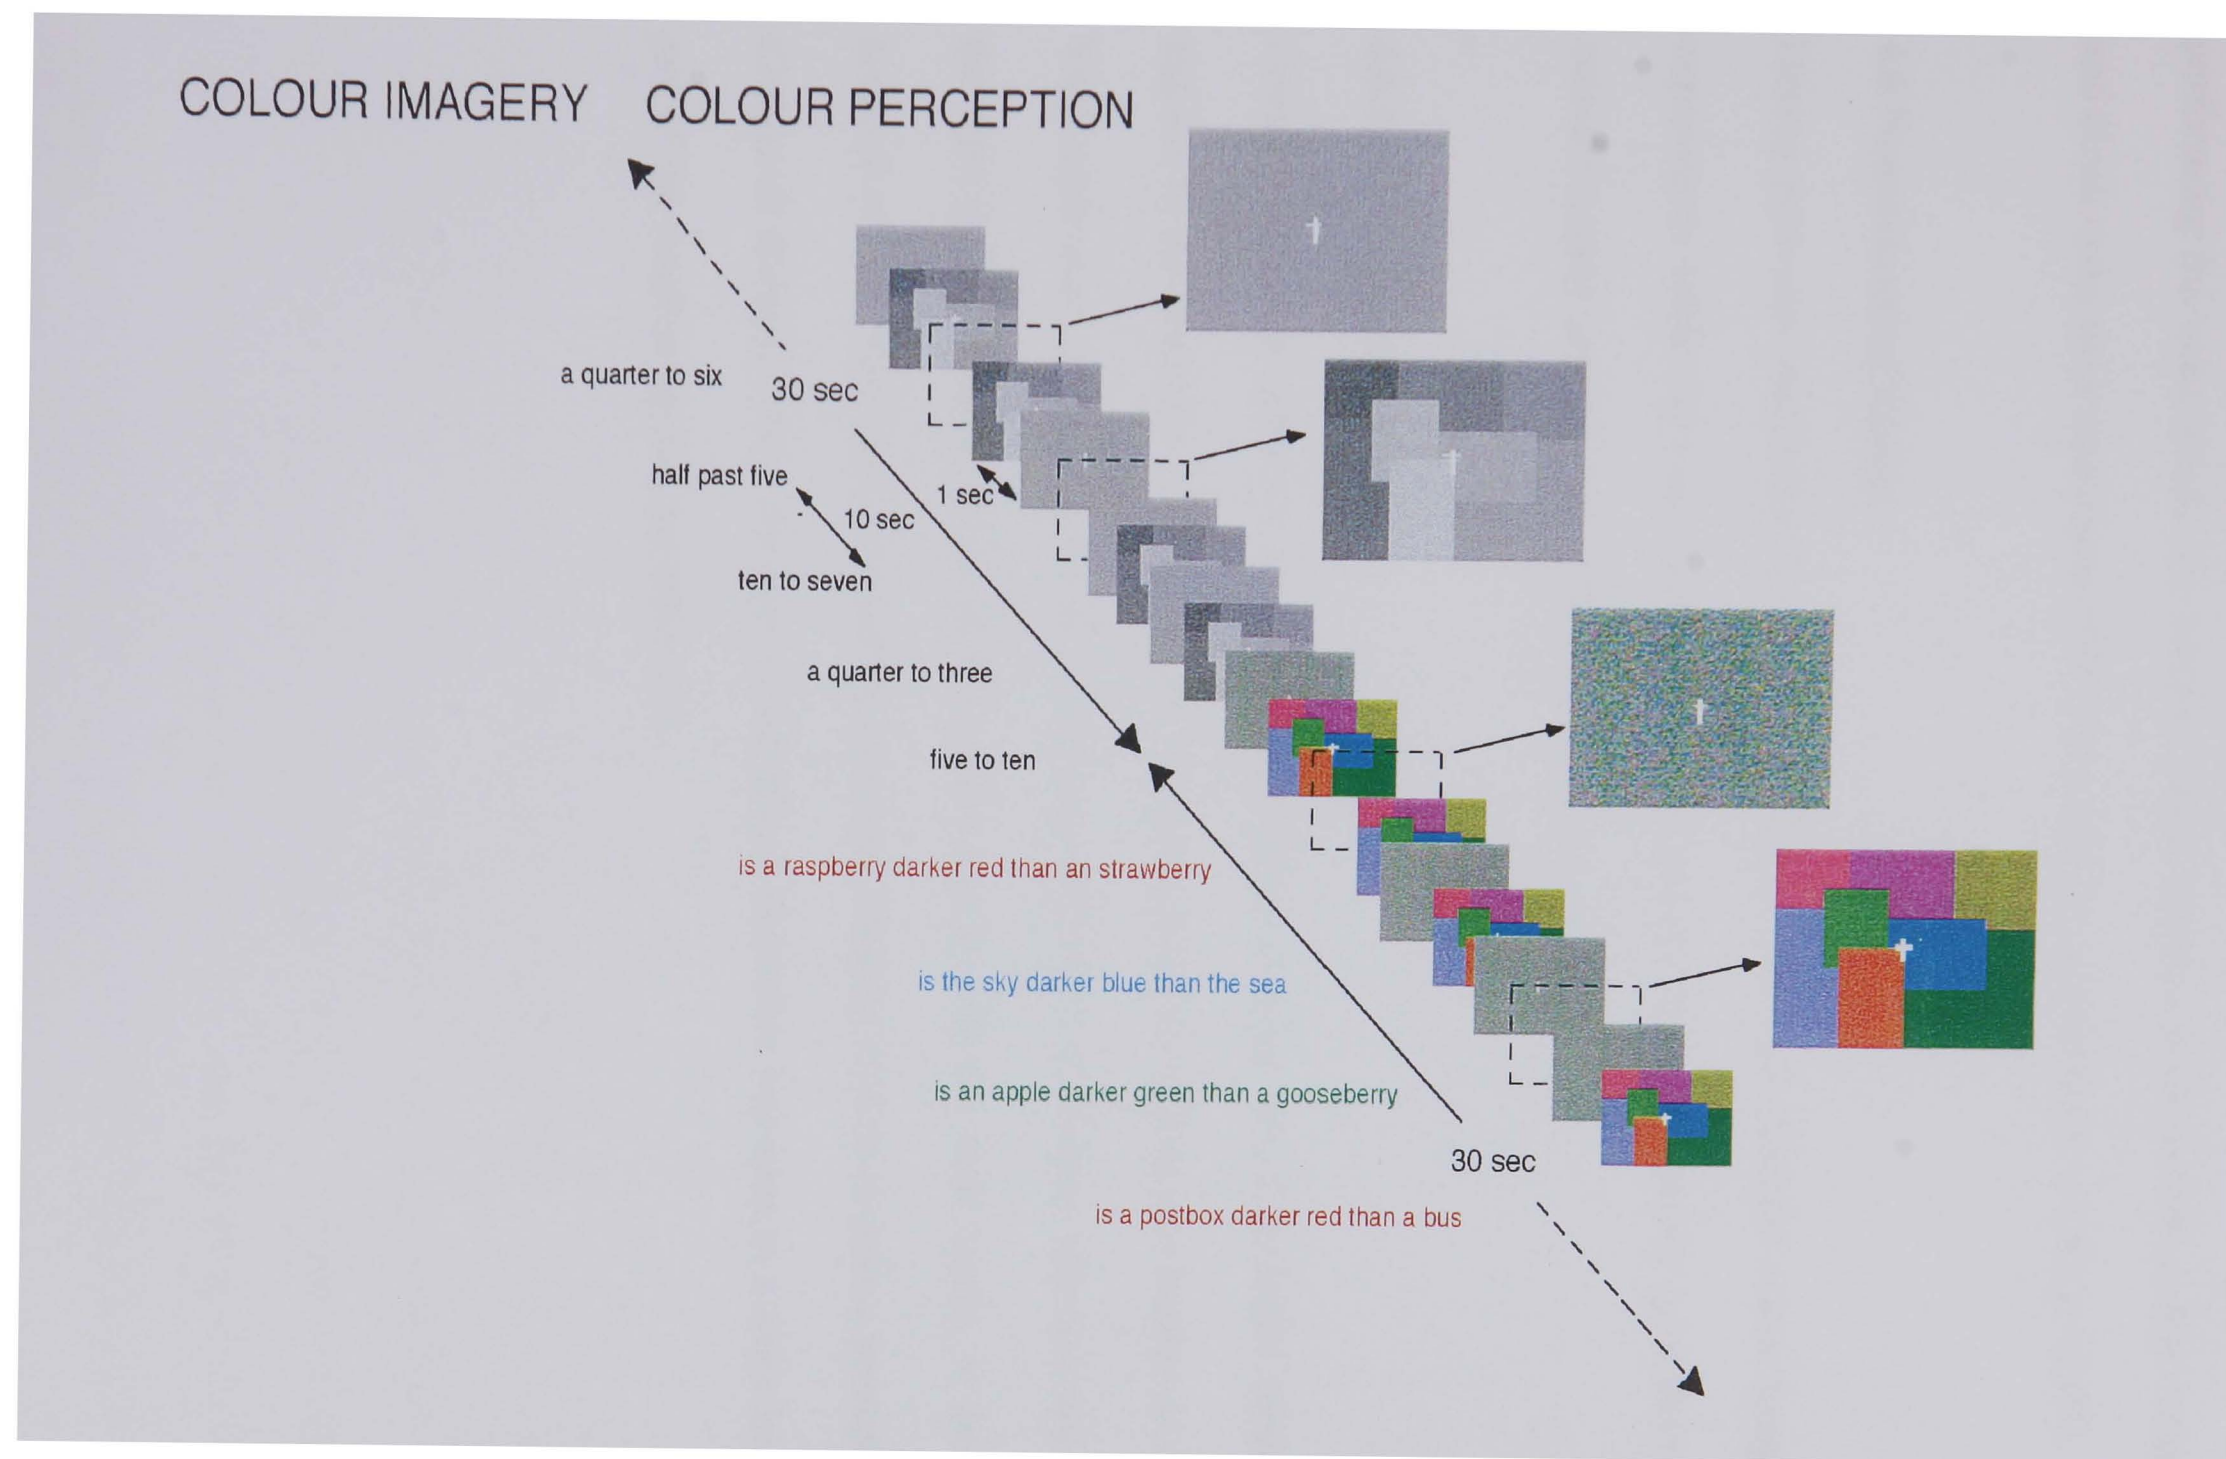 COLOUR IMAGERY COLOUR PERCEPTION
a quarter to six
30 sec
half past five
1 sec
10 sec
ten to seven
a quarter to three
five to ten
is a raspberry darker red than an strawberry
is the sky darker blue than the sea
is an apple darker green than a gooseberry
30 sec
is a postbox darker red than a bus